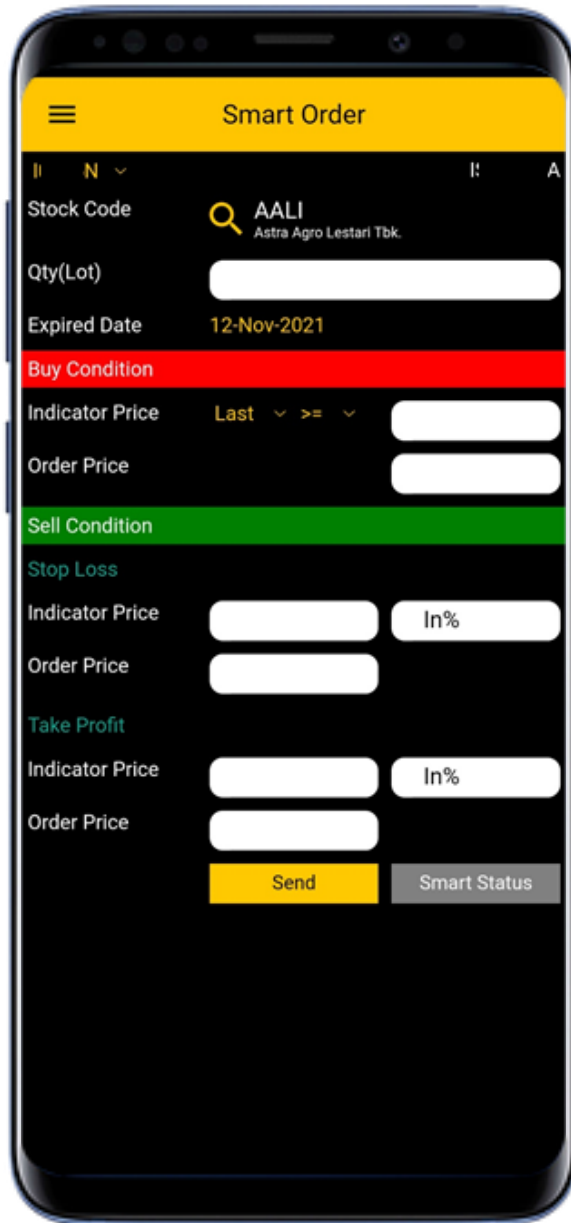 Smart Order
N
A
Stock Code AALI
Astra Agro Lestari Tbk.
Qty(Lot)
Expired Date 12-Nov-2021
Buy Condition
Indicator Price Last >=
Order Price
Sell Condition
Stop Loss
Indicator Price In%
Order Price
Take Profit
Indicator Price In%
Order Price
Send Smart Status